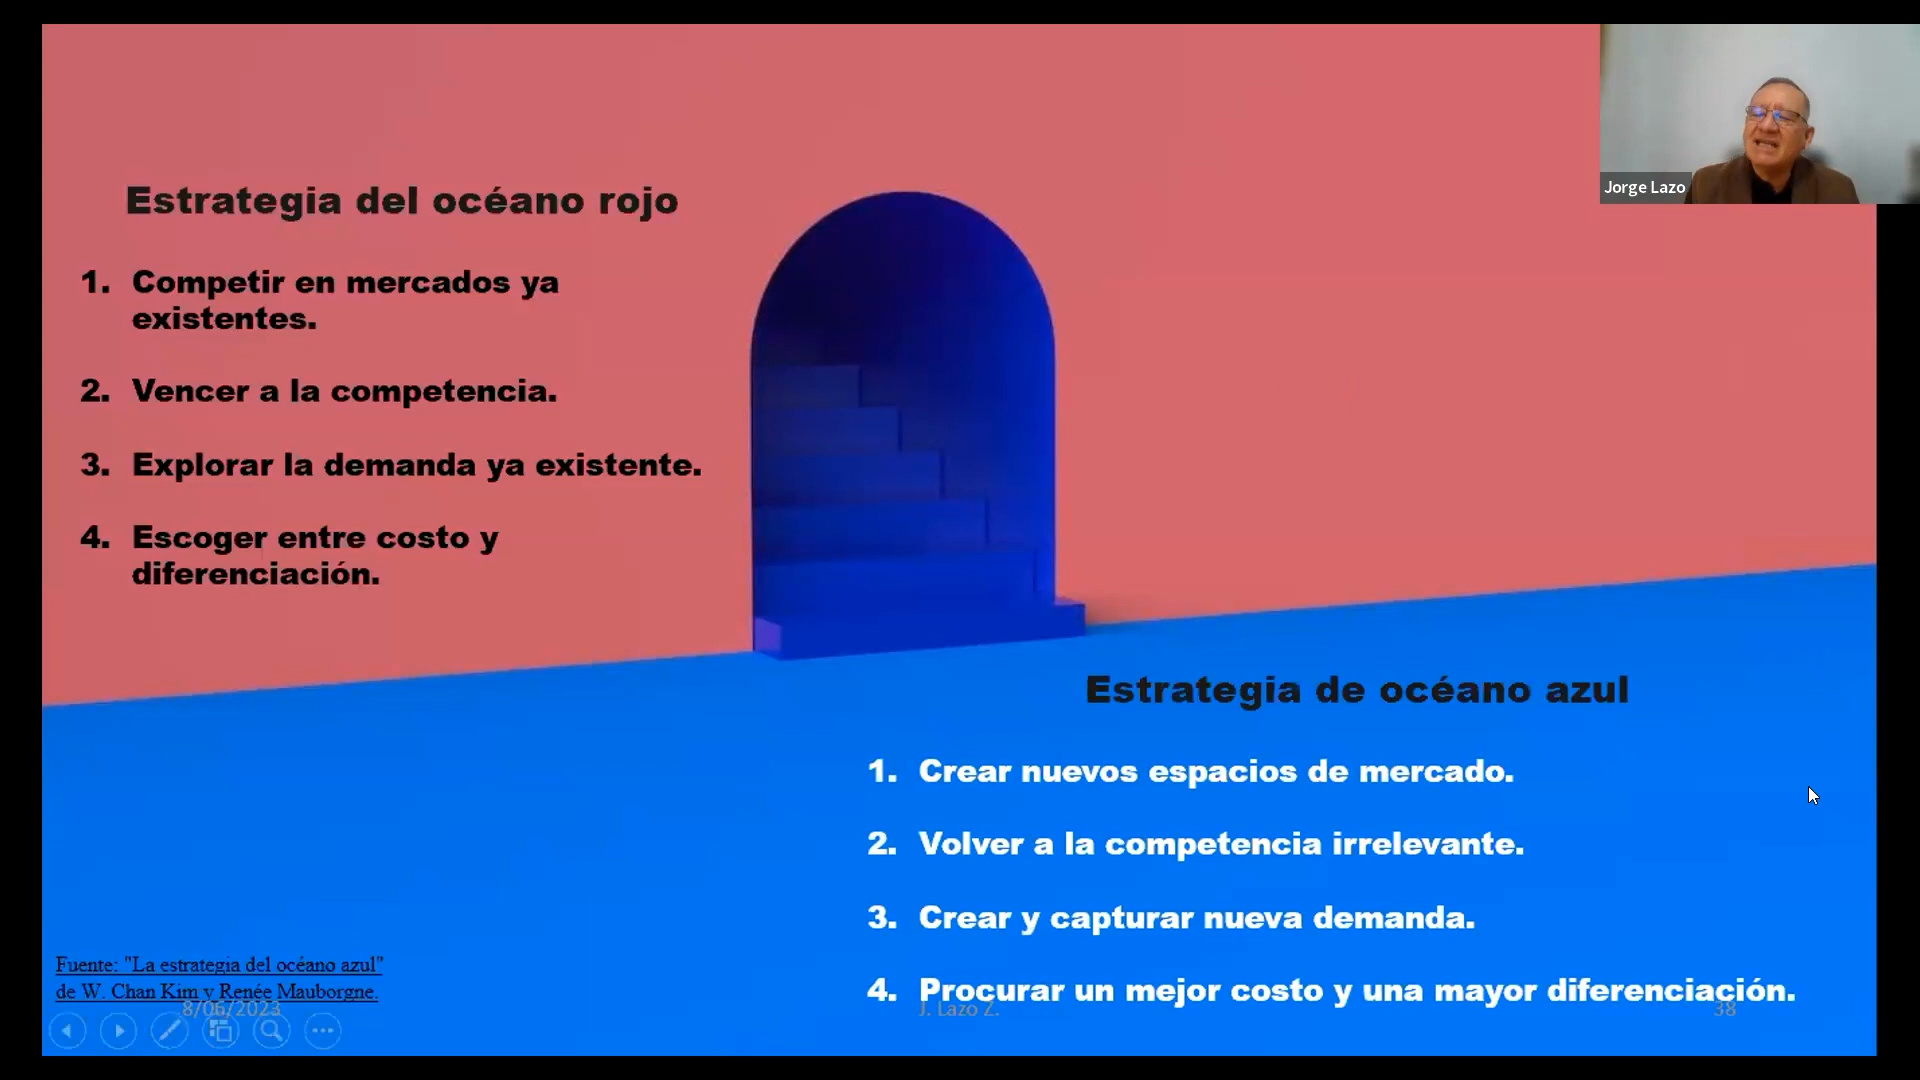 Jorge Lazo
Estrategia del océano rojo
1. Competir en mercados ya
existentes.
2. Vencer a la competencia.
3. Explorar la demanda ya existente.
4. Escoger entre costo y
diferenciación.
Estrategia de océano azul
1. Crear nuevos espacios de mercado.
2. Volver a la competencia irrelevante.
3. Crear y capturar nueva demanda.
4. Procurar un mejor costo y una mayor diferenciación.
Fuente: "La estrategia del océano azul"
de W. Chan Kim y Renée Mauborgne.
8/06/2023
J. Lazo Z.
38